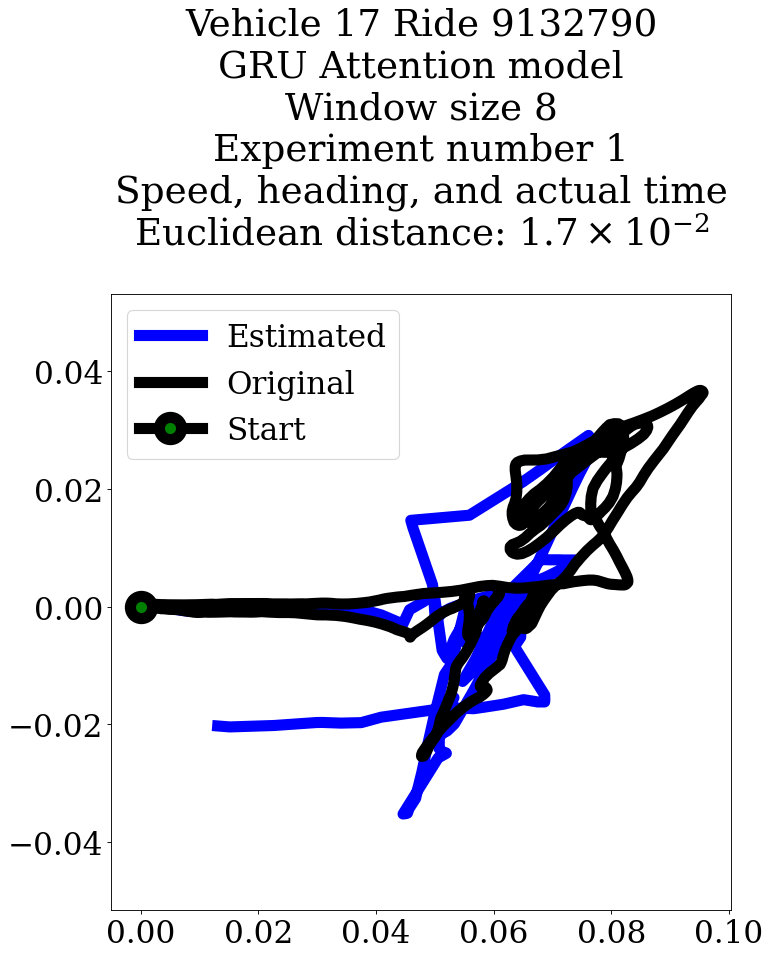 Vehicle 17 Ride 9132790
GRU Attention model
Window size 8
Experiment number 1
Speed, heading, and actual time
Euclidean distance: 1.7 × 10⁻²
Estimated
Original
Start
0.04
0.02
0.00
−0.02
−0.04
0.00 0.02 0.04 0.06 0.08 0.10